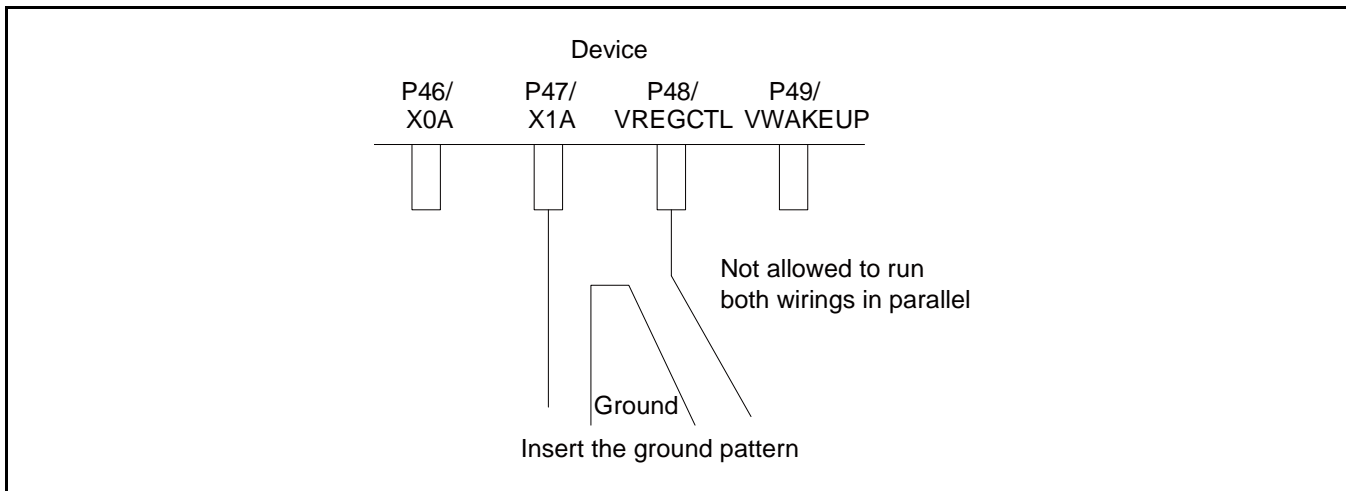 Device
P46/
X0A
P47/
X1A
P48/
VREGCTL
P49/
VWAKEUP
Not allowed to run
both wirings in parallel
Ground
Insert the ground pattern